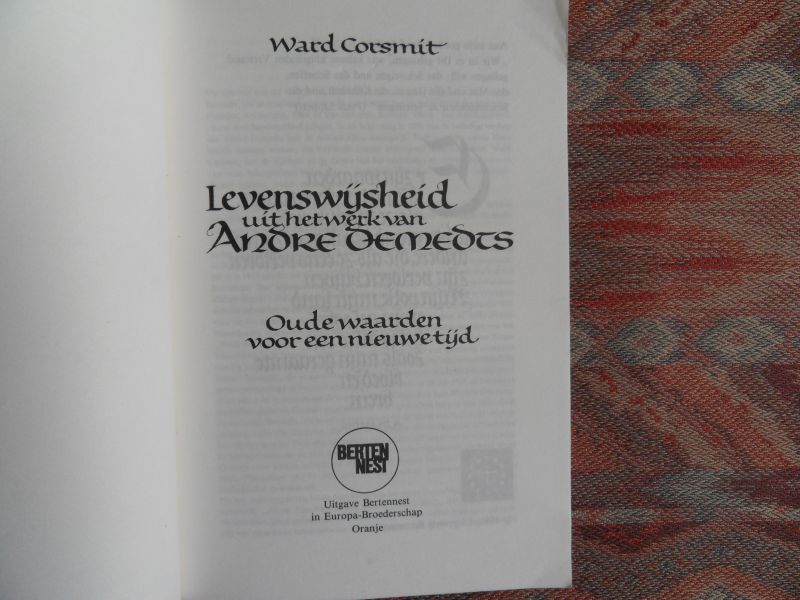 Ward Corsmit
Levenswijsheid
uit het werk van
Andre Demedts
Oude waarden
voor een nieuwe tijd
BERTEN
NEST
Uitgave Bertennest
in Europa-Broederschap
Oranje